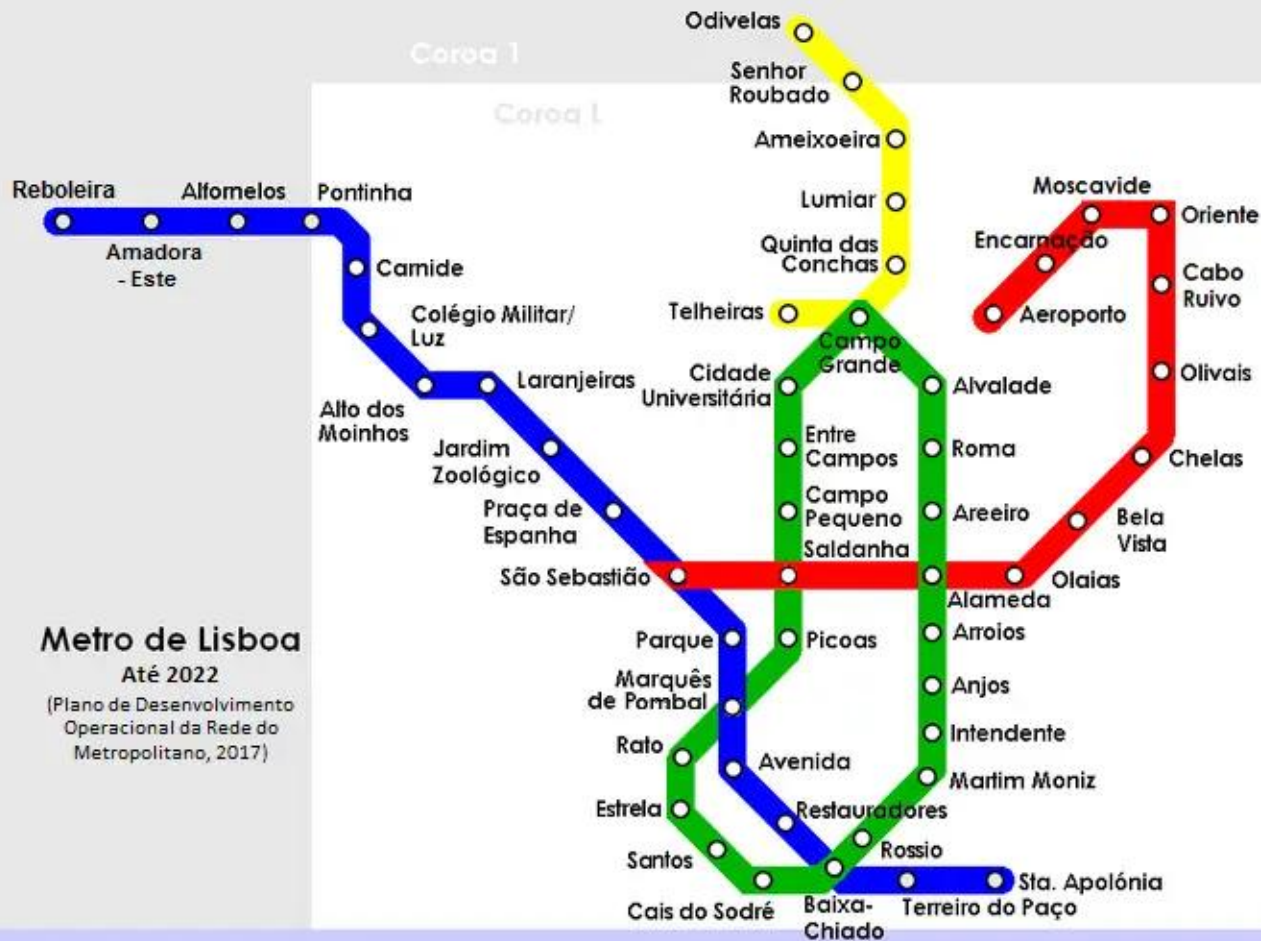 Odivelas
Coroa 1
Senhor
Roubado
Coroa L
Ameixoeira
Moscavide
Reboleira
Alfornelos
Pontinha
Lumiar
Oriente
Encarnação
Amadora
- Este
Quinta das
Conchas
Carnide
Cabo
Ruivo
Colégio Militar/
Luz
Telheiras
Aeroporto
Campo
Grande
Cidade
Universitária
Laranjeiras
Alvalade
Olivais
Alto dos
Moinhos
Jardim
Zoológico
Entre
Campos
Roma
Chelas
Praça de
Espanha
Campo
Pequeno
Areeiro
Bela
Vista
Saldanha
São Sebastião
Olaias
Alameda
Metro de Lisboa
Até 2022
(Plano de Desenvolvimento
Operacional da Rede do
Metropolitano, 2017)
Parque
Picoas
Arroios
Marquês
de Pombal
Anjos
Rato
Intendente
Avenida
Martim Moniz
Estrela
Restauradores
Santos
Rossio
Cais do Sodré
Baixa-
Chiado
Terreiro do Paço
Sta. Apolónia